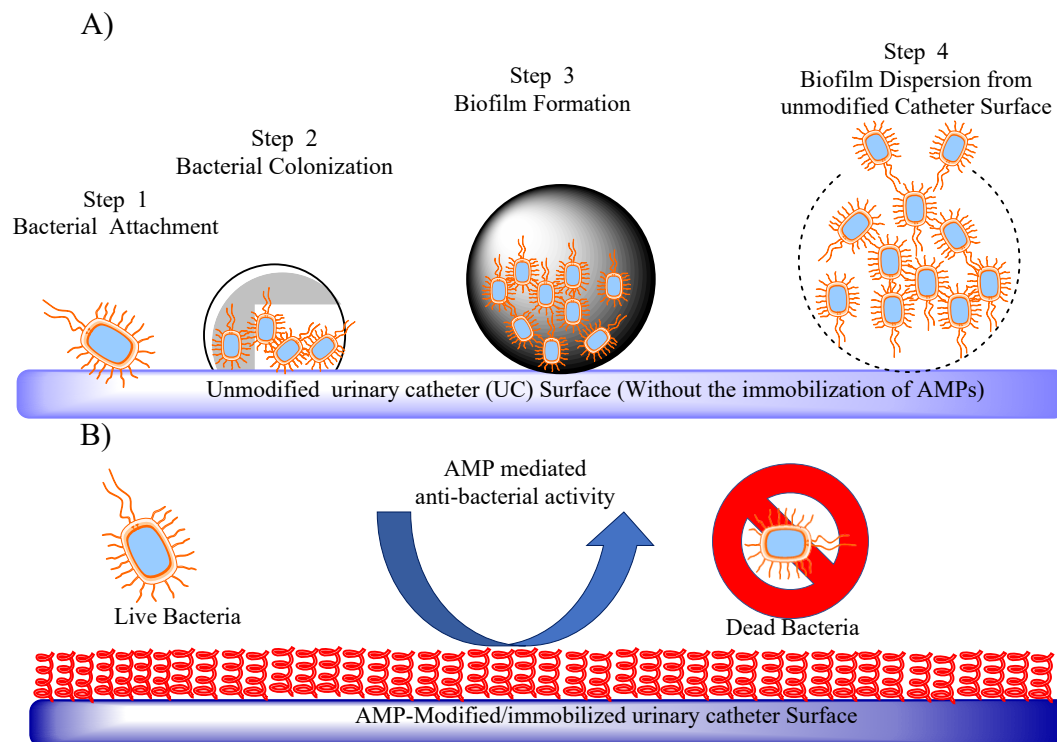 A)
Step 1
Bacterial Attachment
Step 2
Bacterial Colonization
Step 3
Biofilm Formation
Step 4
Biofilm Dispersion from
unmodified Catheter Surface
Unmodified urinary catheter (UC) Surface (Without the immobilization of AMPs)
B)
AMP mediated
anti-bacterial activity
Live Bacteria
Dead Bacteria
AMP-Modified/immobilized urinary catheter Surface